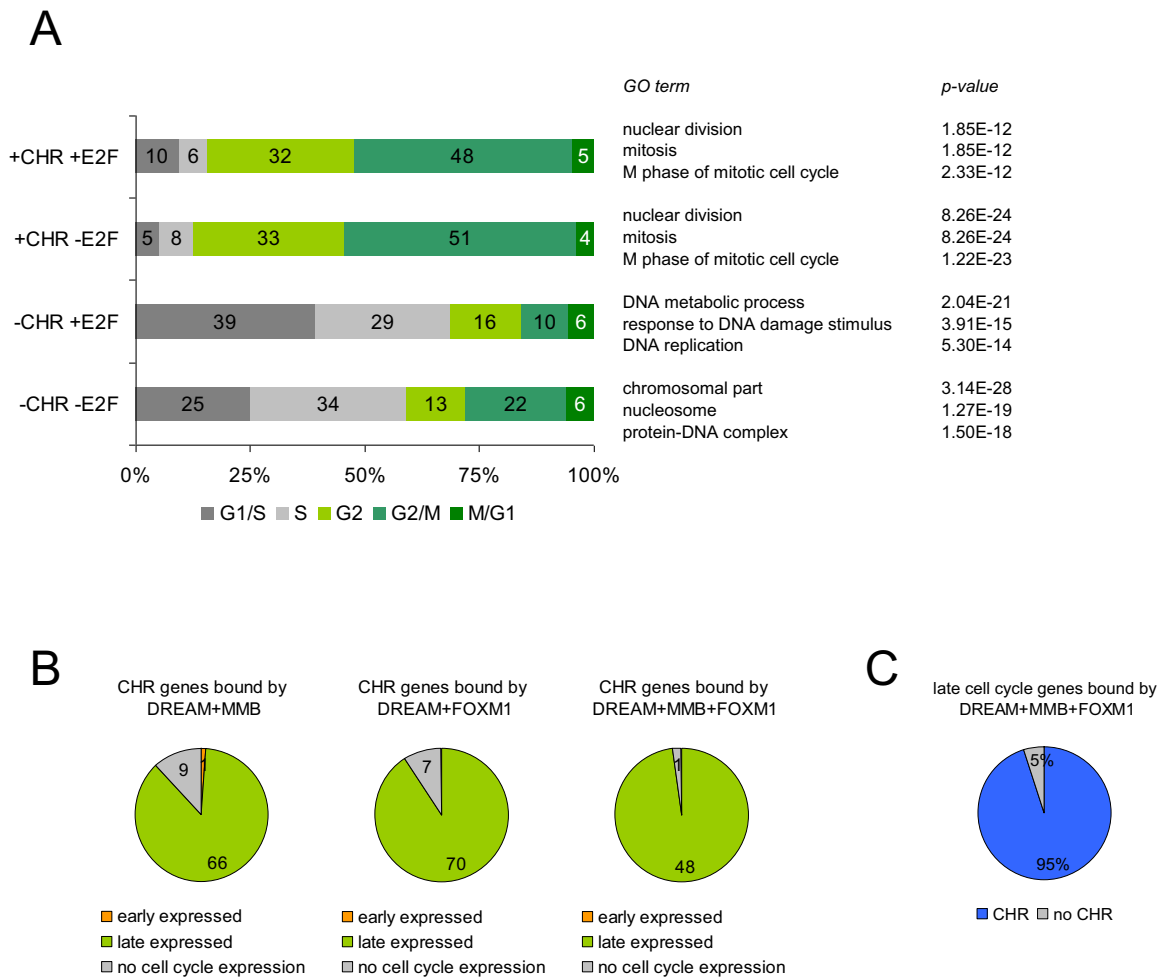 A
GO term p-value
+CHR +E2F 10 6 32 48 5
nuclear division 1.85E-12
mitosis 1.85E-12
M phase of mitotic cell cycle 2.33E-12
+CHR -E2F 5 8 33 51 4
nuclear division 8.26E-24
mitosis 8.26E-24
M phase of mitotic cell cycle 1.22E-23
-CHR +E2F 39 29 16 10 6
DNA metabolic process 2.04E-21
response to DNA damage stimulus 3.91E-15
DNA replication 5.30E-14
-CHR -E2F 25 34 13 22 6
chromosomal part 3.14E-28
nucleosome 1.27E-19
protein-DNA complex 1.50E-18
0% 25% 50% 75% 100%
G1/S S G2 G2/M M/G1
B
CHR genes bound by
DREAM+MMB
9 1
66
early expressed
late expressed
no cell cycle expression
CHR genes bound by
DREAM+FOXM1
7
70
early expressed
late expressed
no cell cycle expression
CHR genes bound by
DREAM+MMB+FOXM1
1
48
early expressed
late expressed
no cell cycle expression
C
late cell cycle genes bound by
DREAM+MMB+FOXM1
5%
95%
CHR no CHR